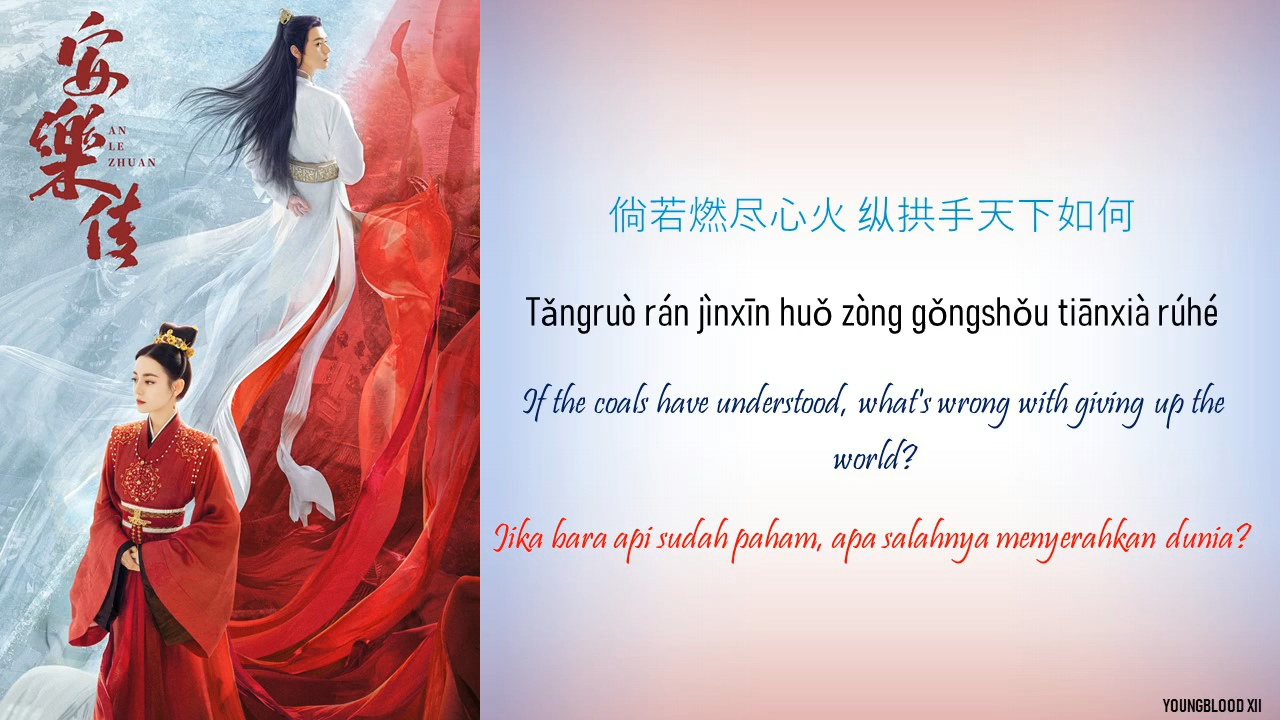 安樂传
AN
LE
ZHUAN
倘若燃尽心火 纵拱手天下如何
Tǎngruò rán jìnxīn huǒ zòng gǒngshǒu tiānxià rúhé
If the coals have understood, what's wrong with giving up the
world?
Jika bara api sudah paham, apa salahnya menyerahkan dunia?
YOUNGBLOOD XII